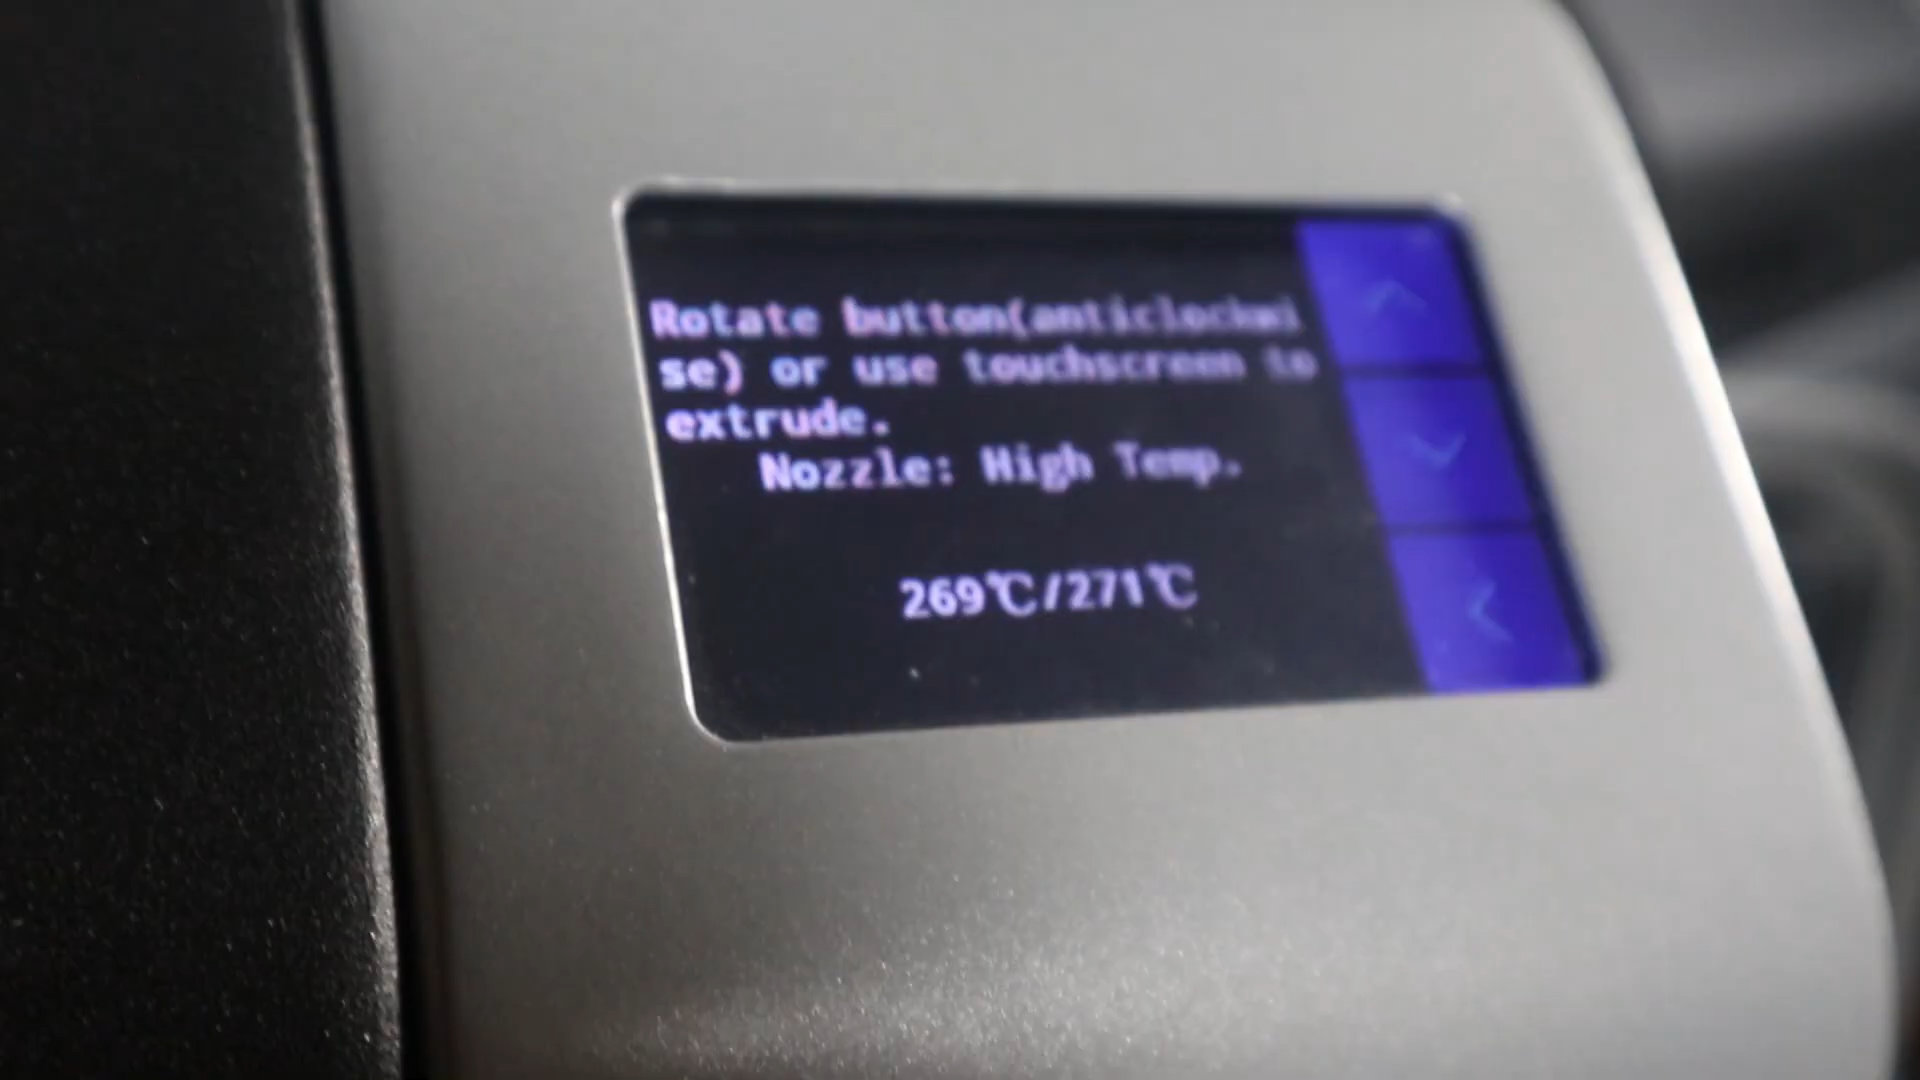 Rotate button(anticlockwi
se) or use touchscreen to
extrude.
Nozzle: High Temp.
269℃/271℃